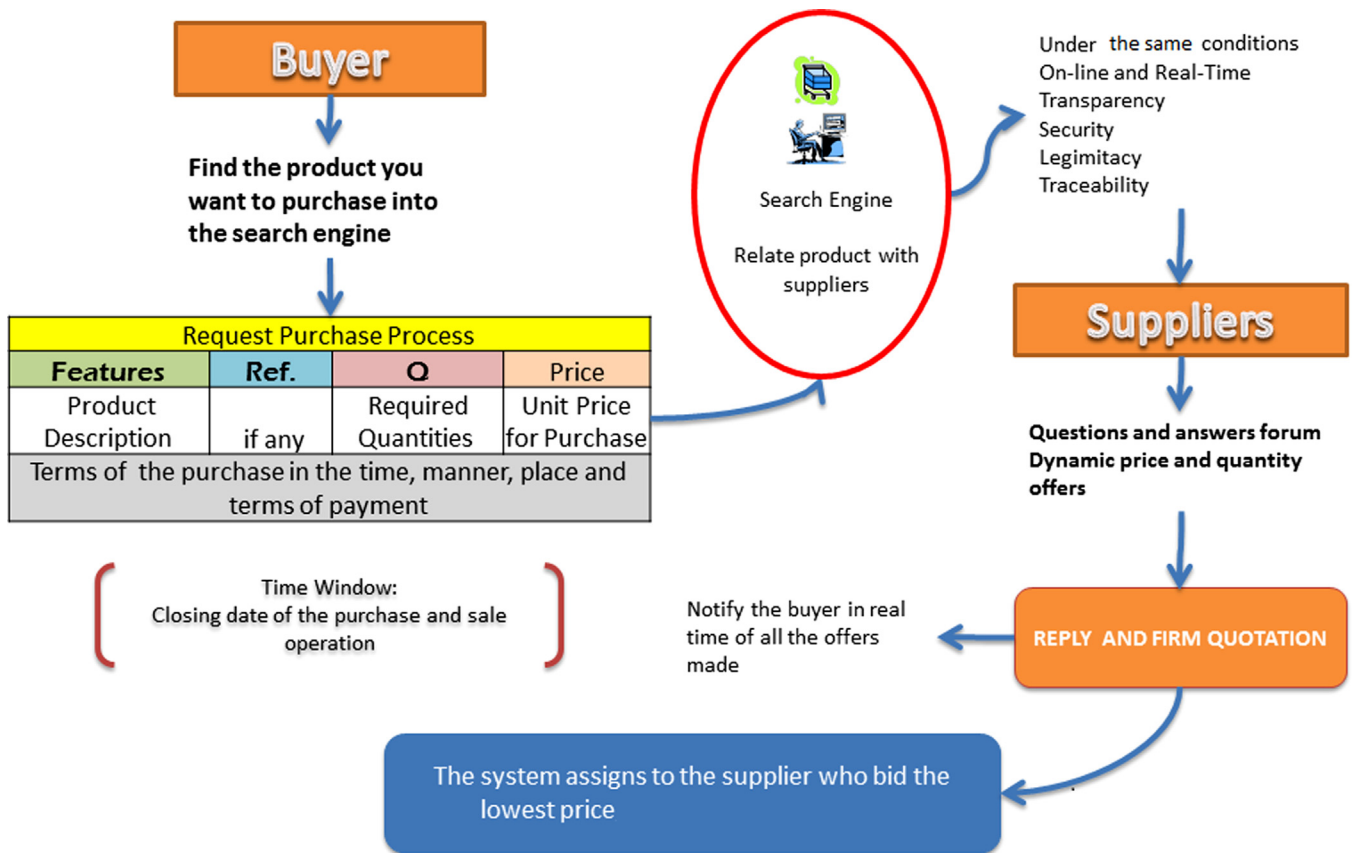 Buyer
Find the product you
want to purchase into
the search engine
Request Purchase Process
Features
Ref.
Q
Price
Product
Description
if any
Required
Quantities
Unit Price
for Purchase
Terms of the purchase in the time, manner, place and
terms of payment
Time Window:
Closing date of the purchase and sale
operation
Search Engine
Relate product with
suppliers
Under the same conditions
On-line and Real-Time
Transparency
Security
Legimitacy
Traceability
Suppliers
Questions and answers forum
Dynamic price and quantity
offers
REPLY AND FIRM QUOTATION
Notify the buyer in real
time of all the offers
made
The system assigns to the supplier who bid the
lowest price